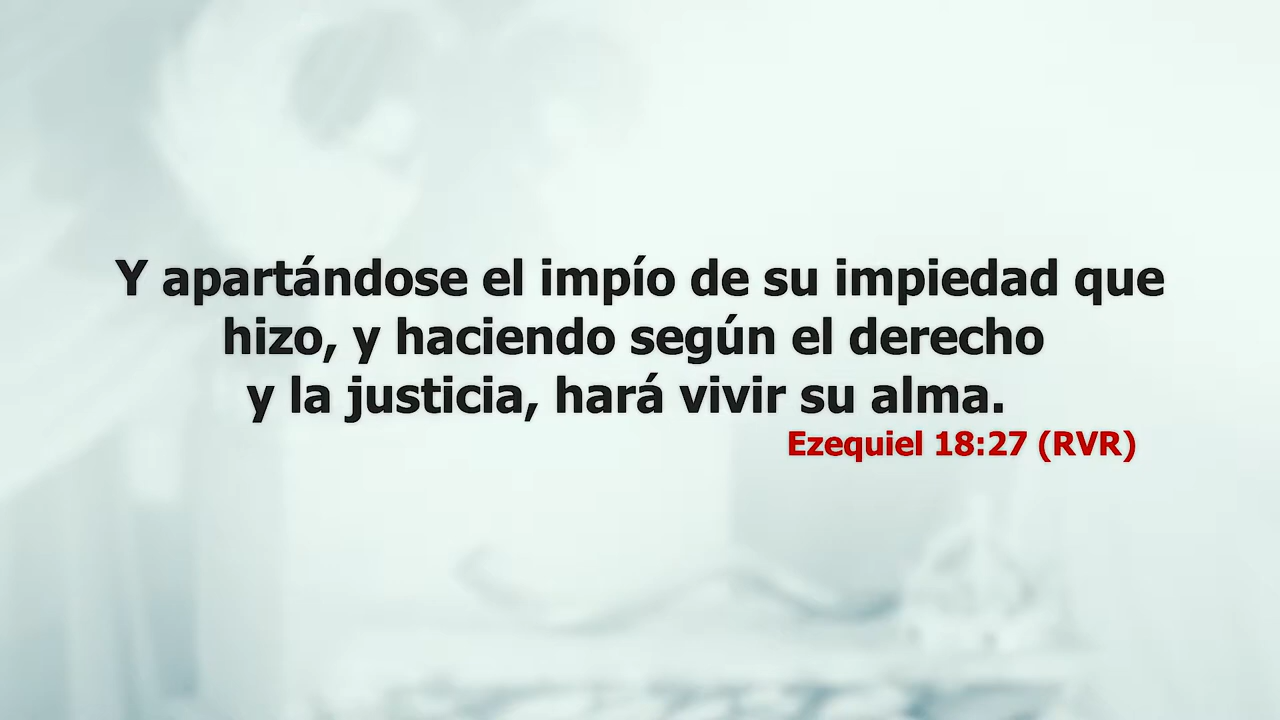 Y apartándose el impío de su impiedad que
hizo, y haciendo según el derecho
y la justicia, hará vivir su alma.
Ezequiel 18:27 (RVR)